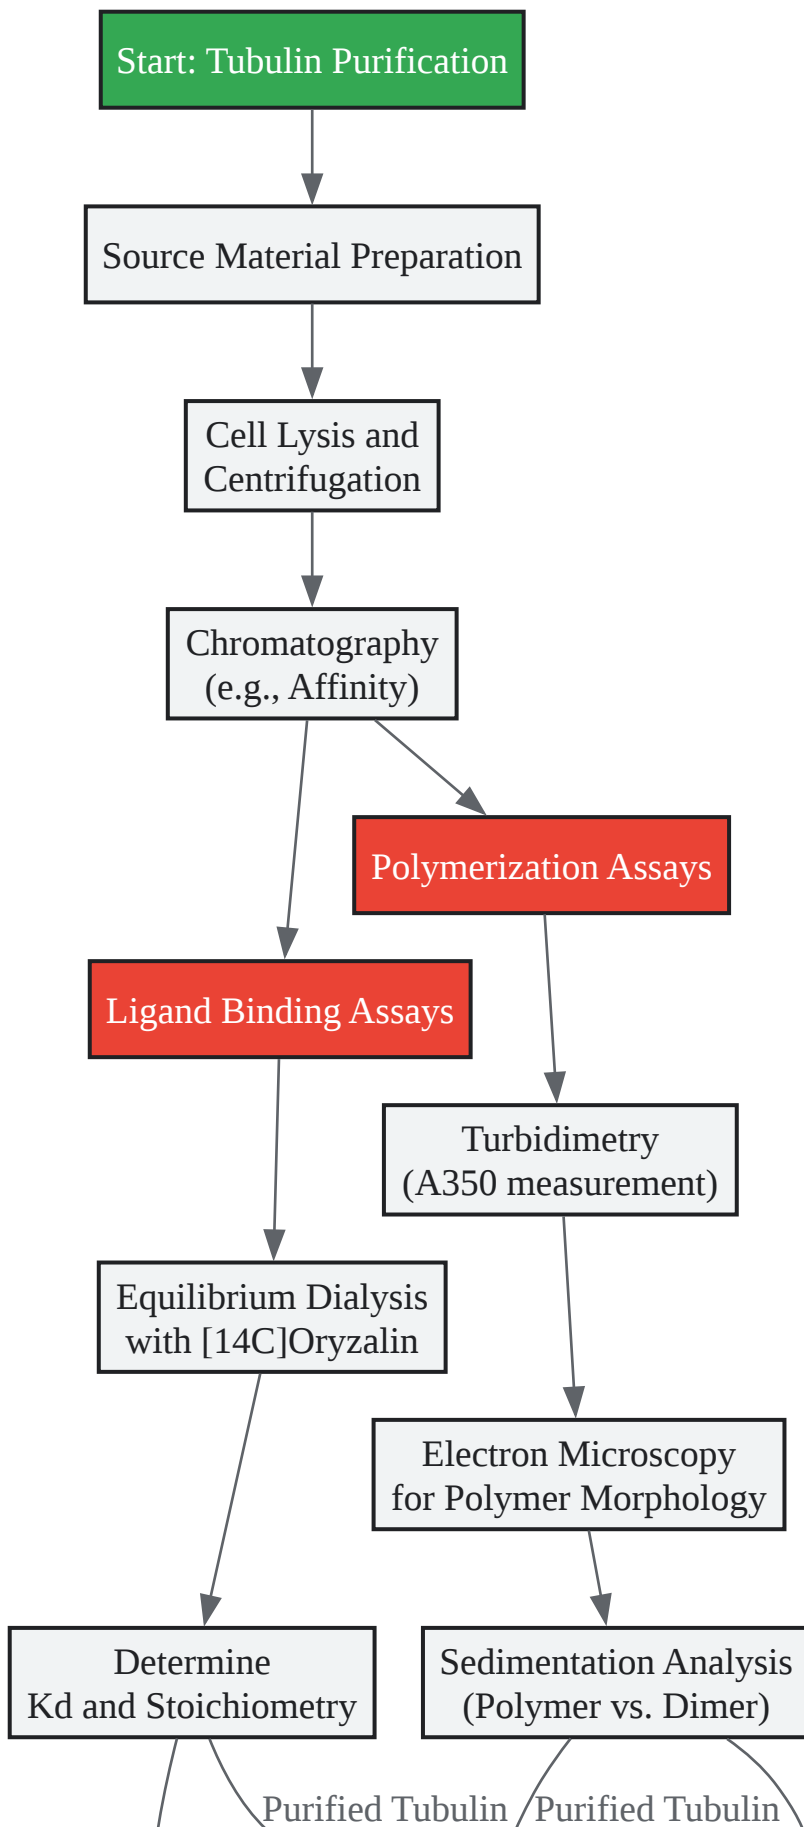 Start: Tubulin Purification
Source Material Preparation
Cell Lysis and
Centrifugation
Chromatography
(e.g., Affinity)
Polymerization Assays
Ligand Binding Assays
Turbidimetry
(A350 measurement)
Equilibrium Dialysis
with [14C]Oryzalin
Electron Microscopy
for Polymer Morphology
Determine
Kd and Stoichiometry
Sedimentation Analysis
(Polymer vs. Dimer)
Purified Tubulin
Purified Tubulin